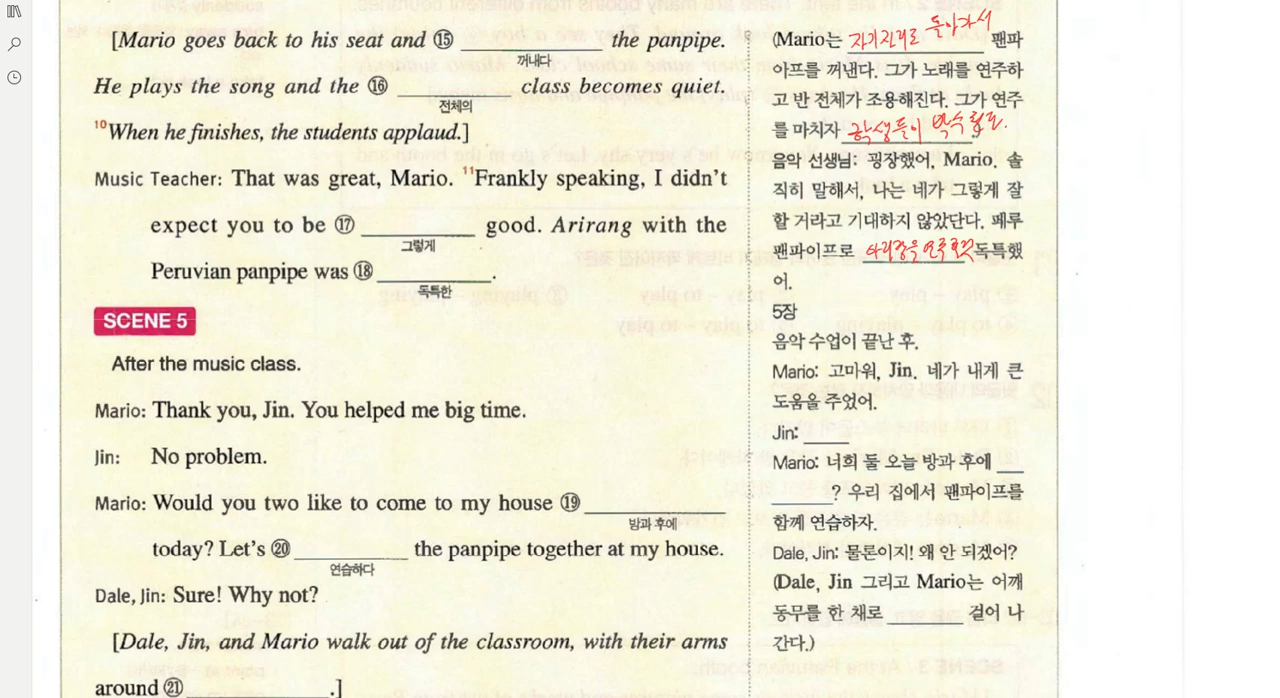 [Mario goes back to his seat and ⑮ ____________ the panpipe.
꺼내다
He plays the song and the ⑯ ____________ class becomes quiet.
전체의
10When he finishes, the students applaud.]
Music Teacher: That was great, Mario. 11Frankly speaking, I didn't
expect you to be ⑰ ____________ good. Arirang with the
그렇게
Peruvian panpipe was ⑱ ____________.
독특한
SCENE 5
After the music class.
Mario: Thank you, Jin. You helped me big time.
Jin: No problem.
Mario: Would you two like to come to my house ⑲ ____________
방과 후에
today? Let's ⑳ ____________ the panpipe together at my house.
연습하다
Dale, Jin: Sure! Why not?
[Dale, Jin, and Mario walk out of the classroom, with their arms
around ㉑ ____________.]
돌아가서
(Mario는 자기 자리로 팬파
이프를 꺼낸다. 그가 노래를 연주하
고 반 전체가 조용해진다. 그가 연주
를 마치자 학생들이 박수
음악 선생님: 굉장했어, Mario. 솔
직히 말해서, 나는 네가 그렇게 잘
할 거라고 기대하지 않았단다. 페루
팬파이프로 아리랑을 독특했
어.
5장
음악 수업이 끝난 후.
Mario: 고마워, Jin. 네가 내게 큰
도움을 주었어.
Jin: ____
Mario: 너희 둘 오늘 방과 후에 __
______? 우리 집에서 팬파이프를
함께 연습하자.
Dale, Jin: 물론이지! 왜 안 되겠어?
(Dale, Jin 그리고 Mario는 어깨
동무를 한 채로 ________ 걸어 나
간다.)